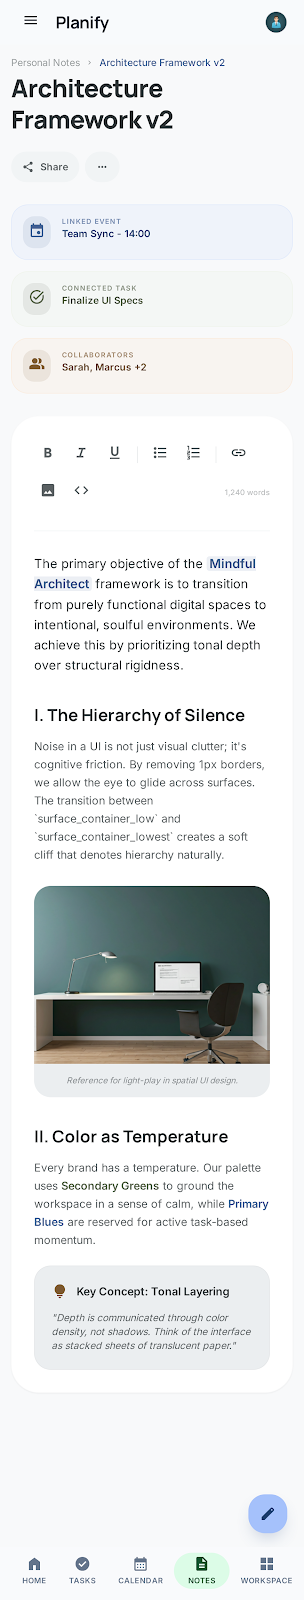 Planify
Personal Notes › Architecture Framework v2
Architecture
Framework v2
Share
LINKED EVENT
Team Sync - 14:00
CONNECTED TASK
Finalize UI Specs
COLLABORATORS
Sarah, Marcus +2
B I U
1,240 words
The primary objective of the Mindful
Architect framework is to transition
from purely functional digital spaces to
intentional, soulful environments. We
achieve this by prioritizing tonal depth
over structural rigidness.
I. The Hierarchy of Silence
Noise in a UI is not just visual clutter; it's
cognitive friction. By removing 1px borders,
we allow the eye to glide across surfaces.
The transition between
`surface_container_low` and
`surface_container_lowest` creates a soft
cliff that denotes hierarchy naturally.
Reference for light-play in spatial UI design.
II. Color as Temperature
Every brand has a temperature. Our palette
uses Secondary Greens to ground the
workspace in a sense of calm, while Primary
Blues are reserved for active task-based
momentum.
Key Concept: Tonal Layering
"Depth is communicated through color
density, not shadows. Think of the interface
as stacked sheets of translucent paper."
HOME TASKS CALENDAR NOTES WORKSPACE